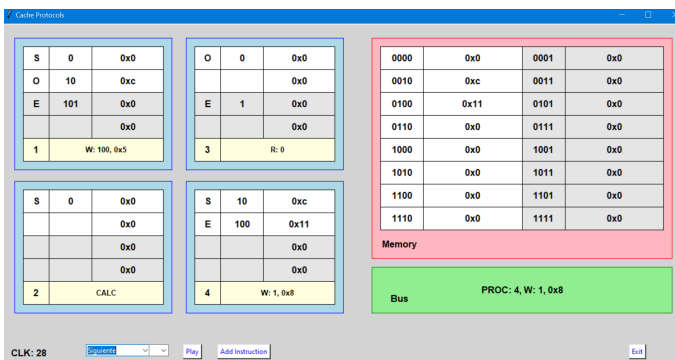 Cache Protocols
S 0 0x0
O 10 0xc
E 101 0x0
0x0
1 W: 100, 0x5
O 0 0x0
0x0
E 1 0x0
0x0
3 R: 0
S 0 0x0
0x0
0x0
0x0
2 CALC
S 10 0xc
E 100 0x11
0x0
0x0
4 W: 1, 0x8
0000 0x0 0001 0x0
0010 0xc 0011 0x0
0100 0x11 0101 0x0
0110 0x0 0111 0x0
1000 0x0 1001 0x0
1010 0x0 1011 0x0
1100 0x0 1101 0x0
1110 0x0 1111 0x0
Memory
PROC: 4, W: 1, 0x8
Bus
CLK: 28 Siguiente Play Add Instruction Exit